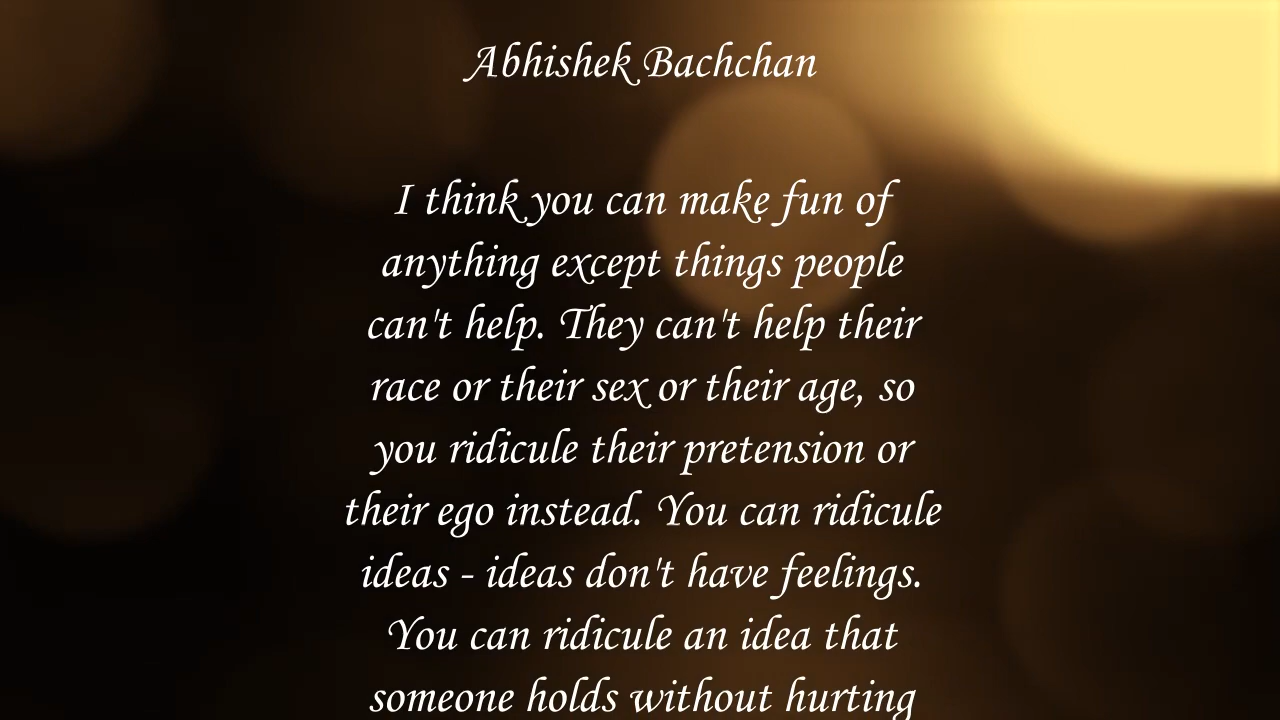 Abhishek Bachchan
I think you can make fun of
anything except things people
can't help. They can't help their
race or their sex or their age, so
you ridicule their pretension or
their ego instead. You can ridicule
ideas - ideas don't have feelings.
You can ridicule an idea that
someone holds without hurting